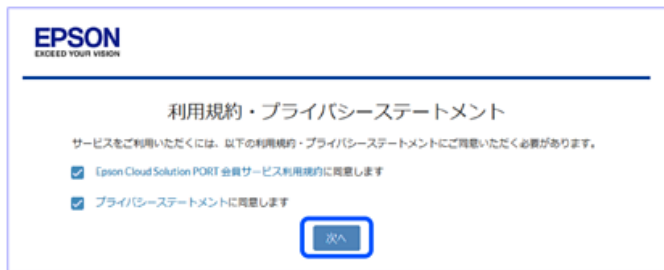 EPSON
EXCEED YOUR VISION
利用規約・プライバシーステートメント
サービスをご利用いただくには、以下の利用規約・プライバシーステートメントにご同意いただく必要があります。
Epson Cloud Solution PORT 会員サービス利用規約に同意します
プライバシーステートメントに同意します
次へ